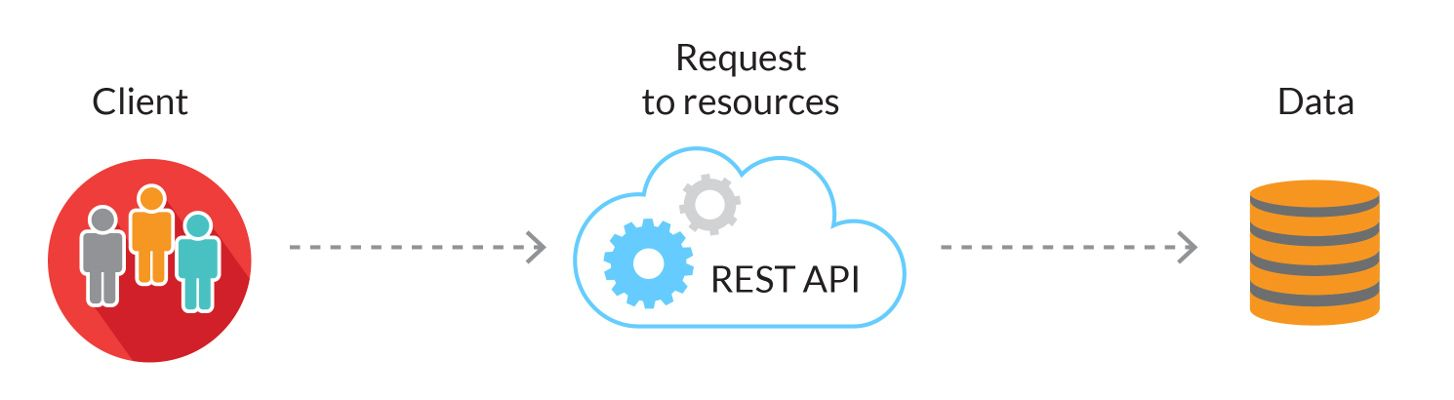 Client
Request
to resources
Data
REST API